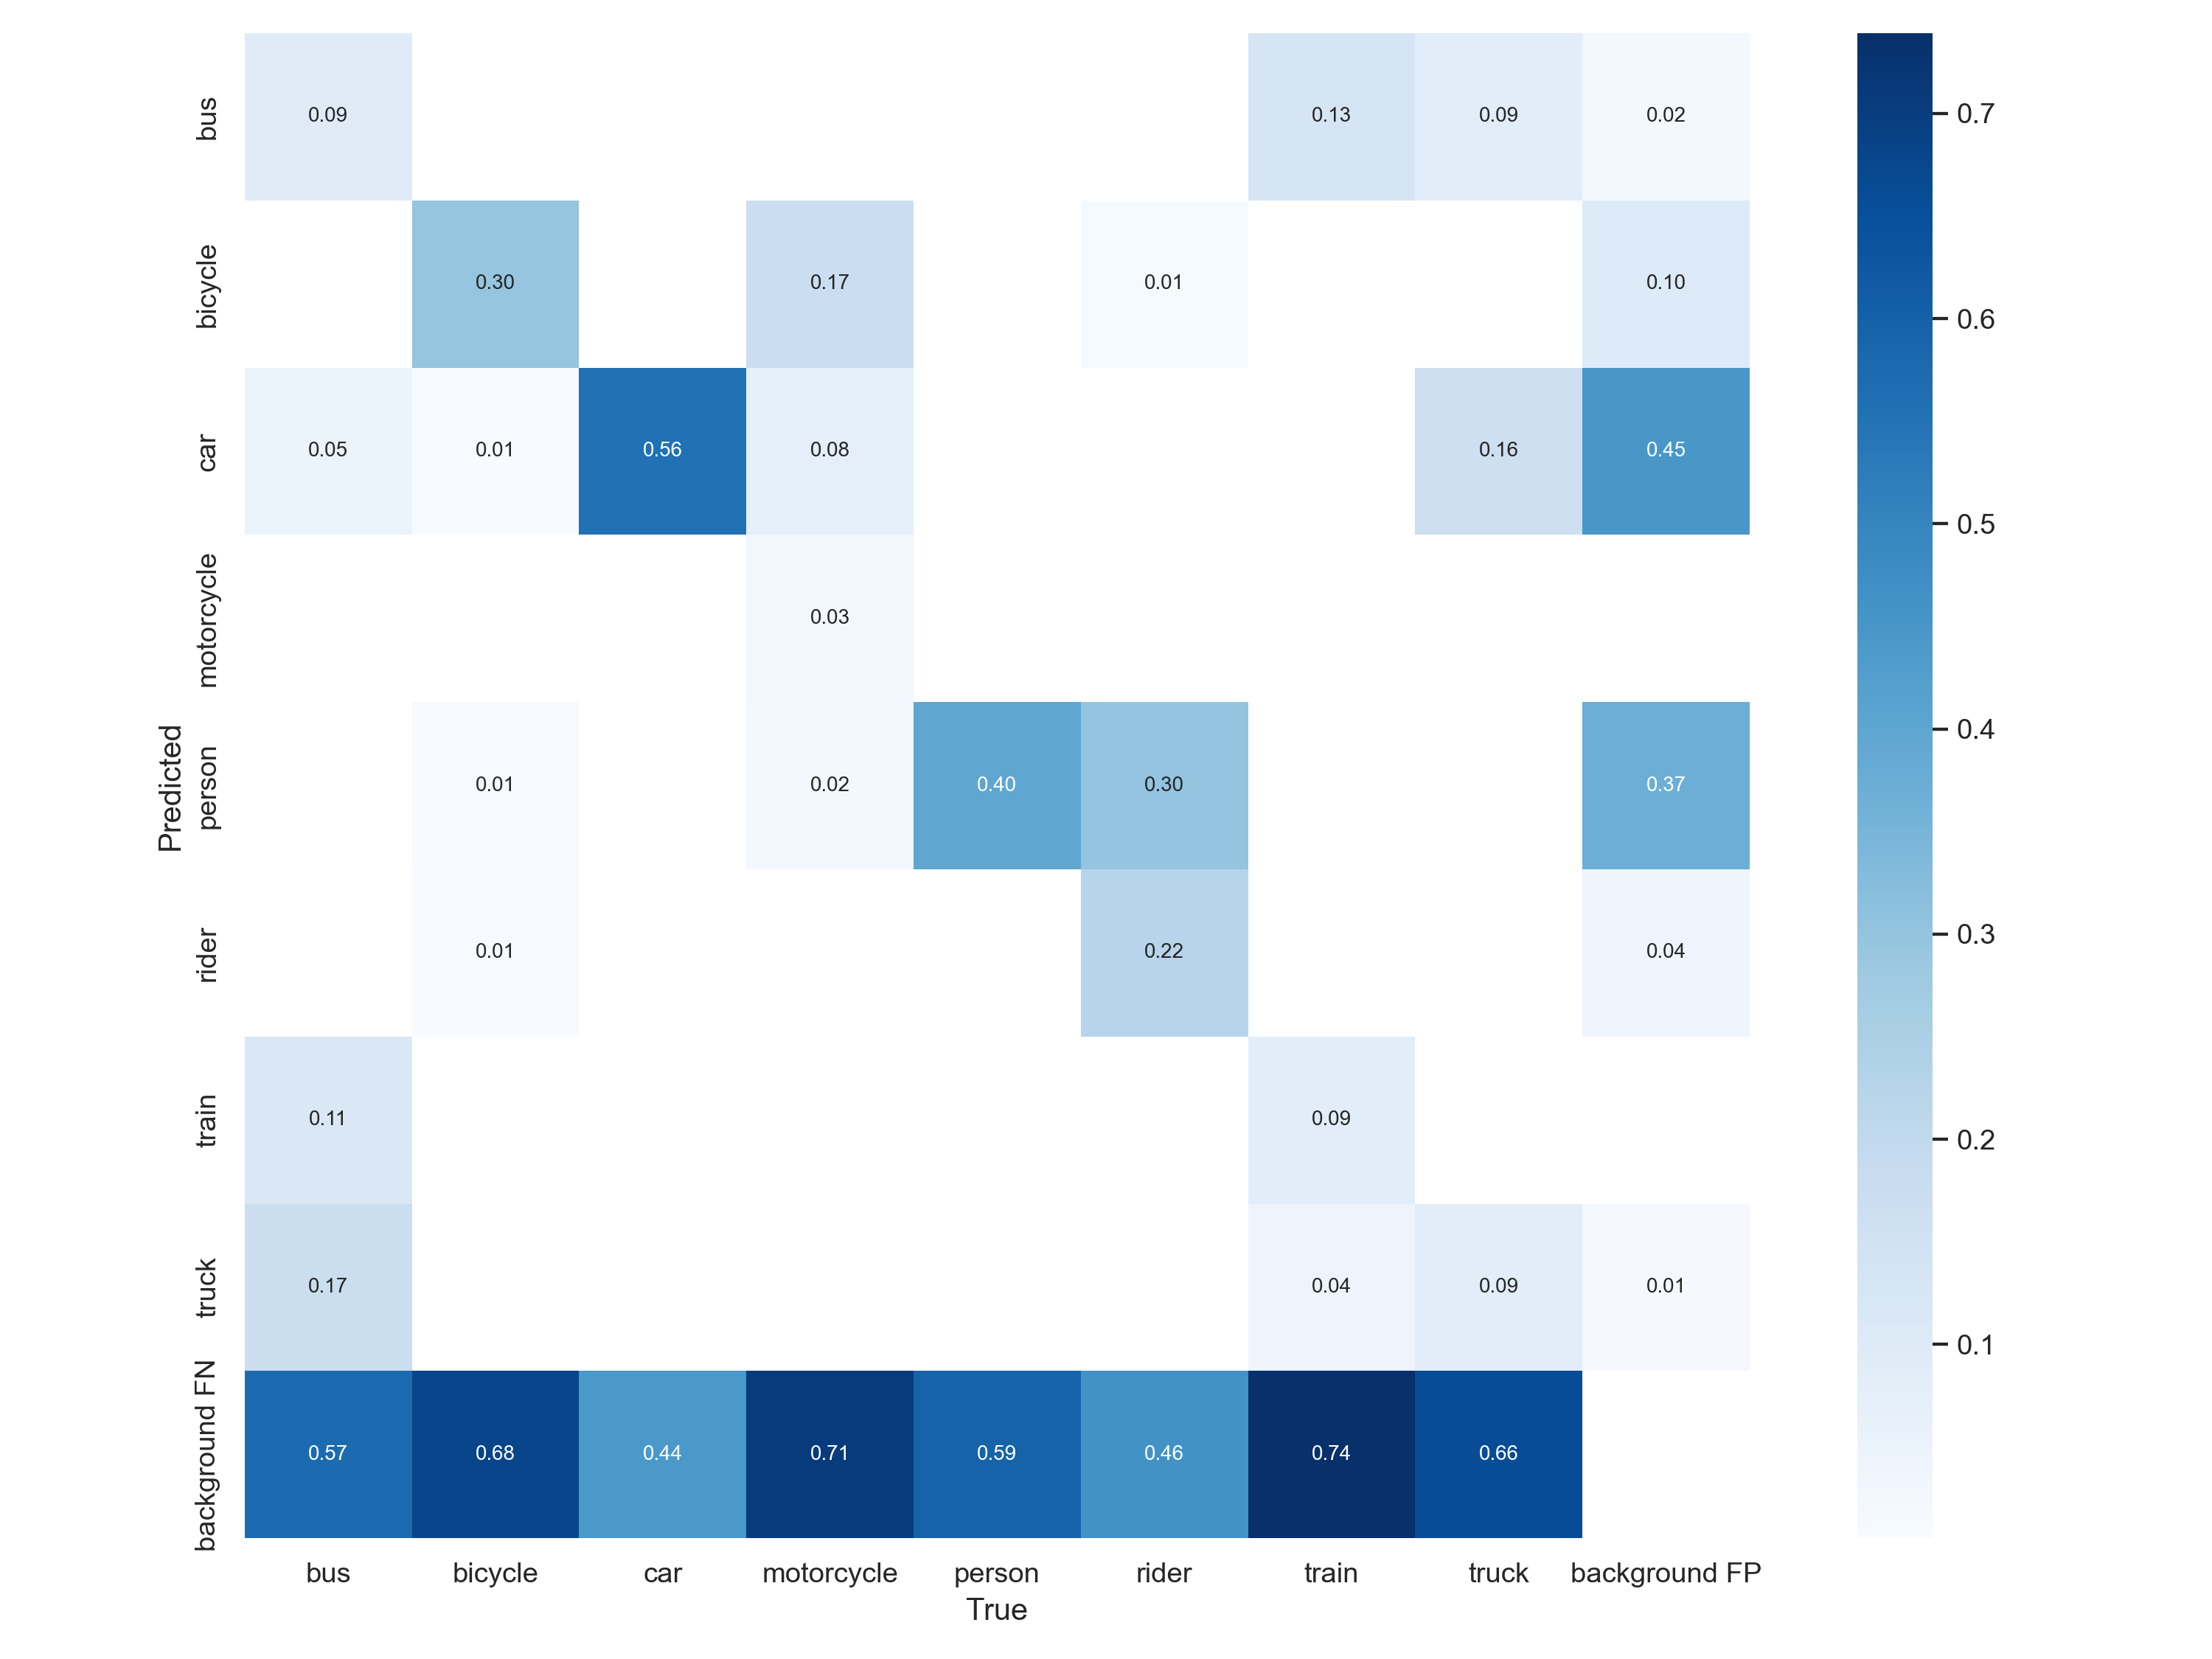 bus 0.09 0.13 0.09 0.02
bicycle 0.30 0.17 0.01 0.10
car 0.05 0.01 0.56 0.08 0.16 0.45
motorcycle 0.03
person 0.01 0.02 0.40 0.30 0.37
rider 0.01 0.22 0.04
train 0.11 0.09
truck 0.17 0.04 0.09 0.01
background FN 0.57 0.68 0.44 0.71 0.59 0.46 0.74 0.66
Predicted
bus bicycle car motorcycle person rider train truck background FP
True
0.7
0.6
0.5
0.4
0.3
0.2
0.1